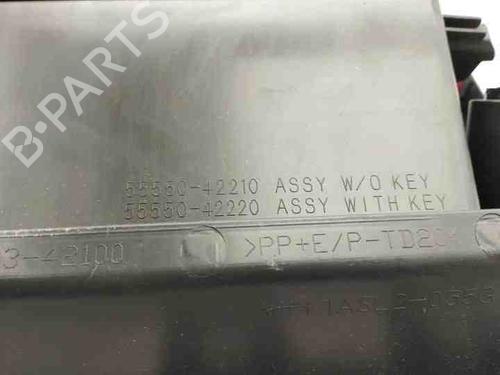 B-PARTS
55550-42210 ASSY W/O KEY
55550-42220 ASSY WITH KEY
3-42100
>PP+E/P-TD20